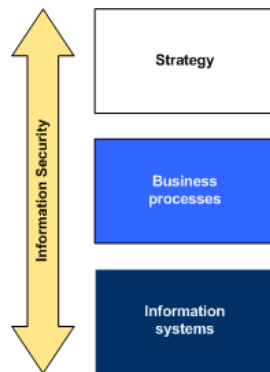 Information Security
Strategy
Business
processes
Information
systems